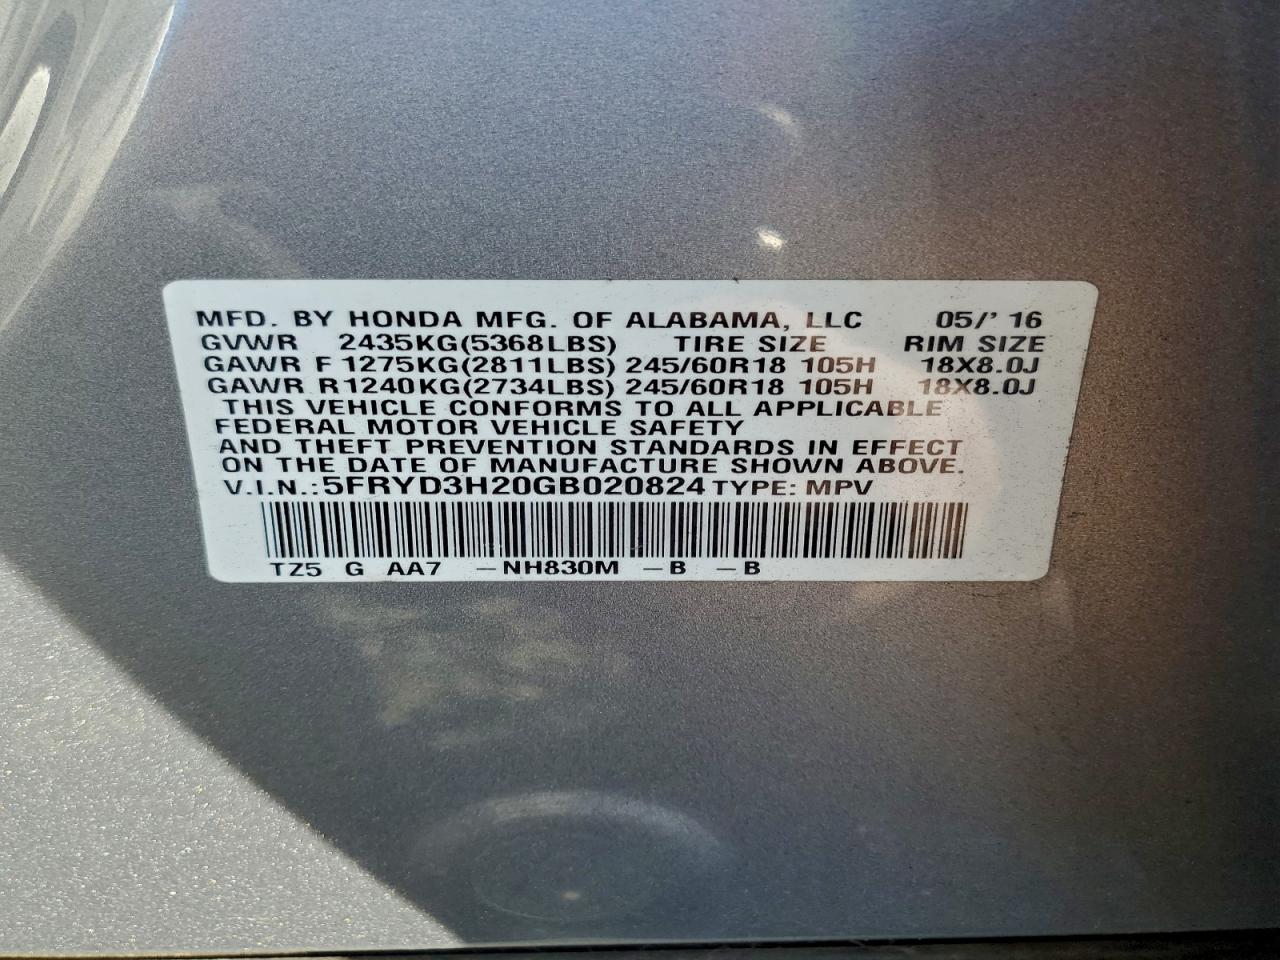 MFD. BY HONDA MFG. OF ALABAMA, LLC 05/' 16
GVWR 2435KG(5368LBS) TIRE SIZE RIM SIZE
GAWR F 1275KG(2811LBS) 245/60R18 105H 18X8.0J
GAWR R1240KG(2734LBS) 245/60R18 105H 18X8.0J
THIS VEHICLE CONFORMS TO ALL APPLICABLE
FEDERAL MOTOR VEHICLE SAFETY
AND THEFT PREVENTION STANDARDS IN EFFECT
ON THE DATE OF MANUFACTURE SHOWN ABOVE.
V.I.N.:5FRYD3H20GB020824 TYPE: MPV
TZ5 G AA7 -NH830M -B -B